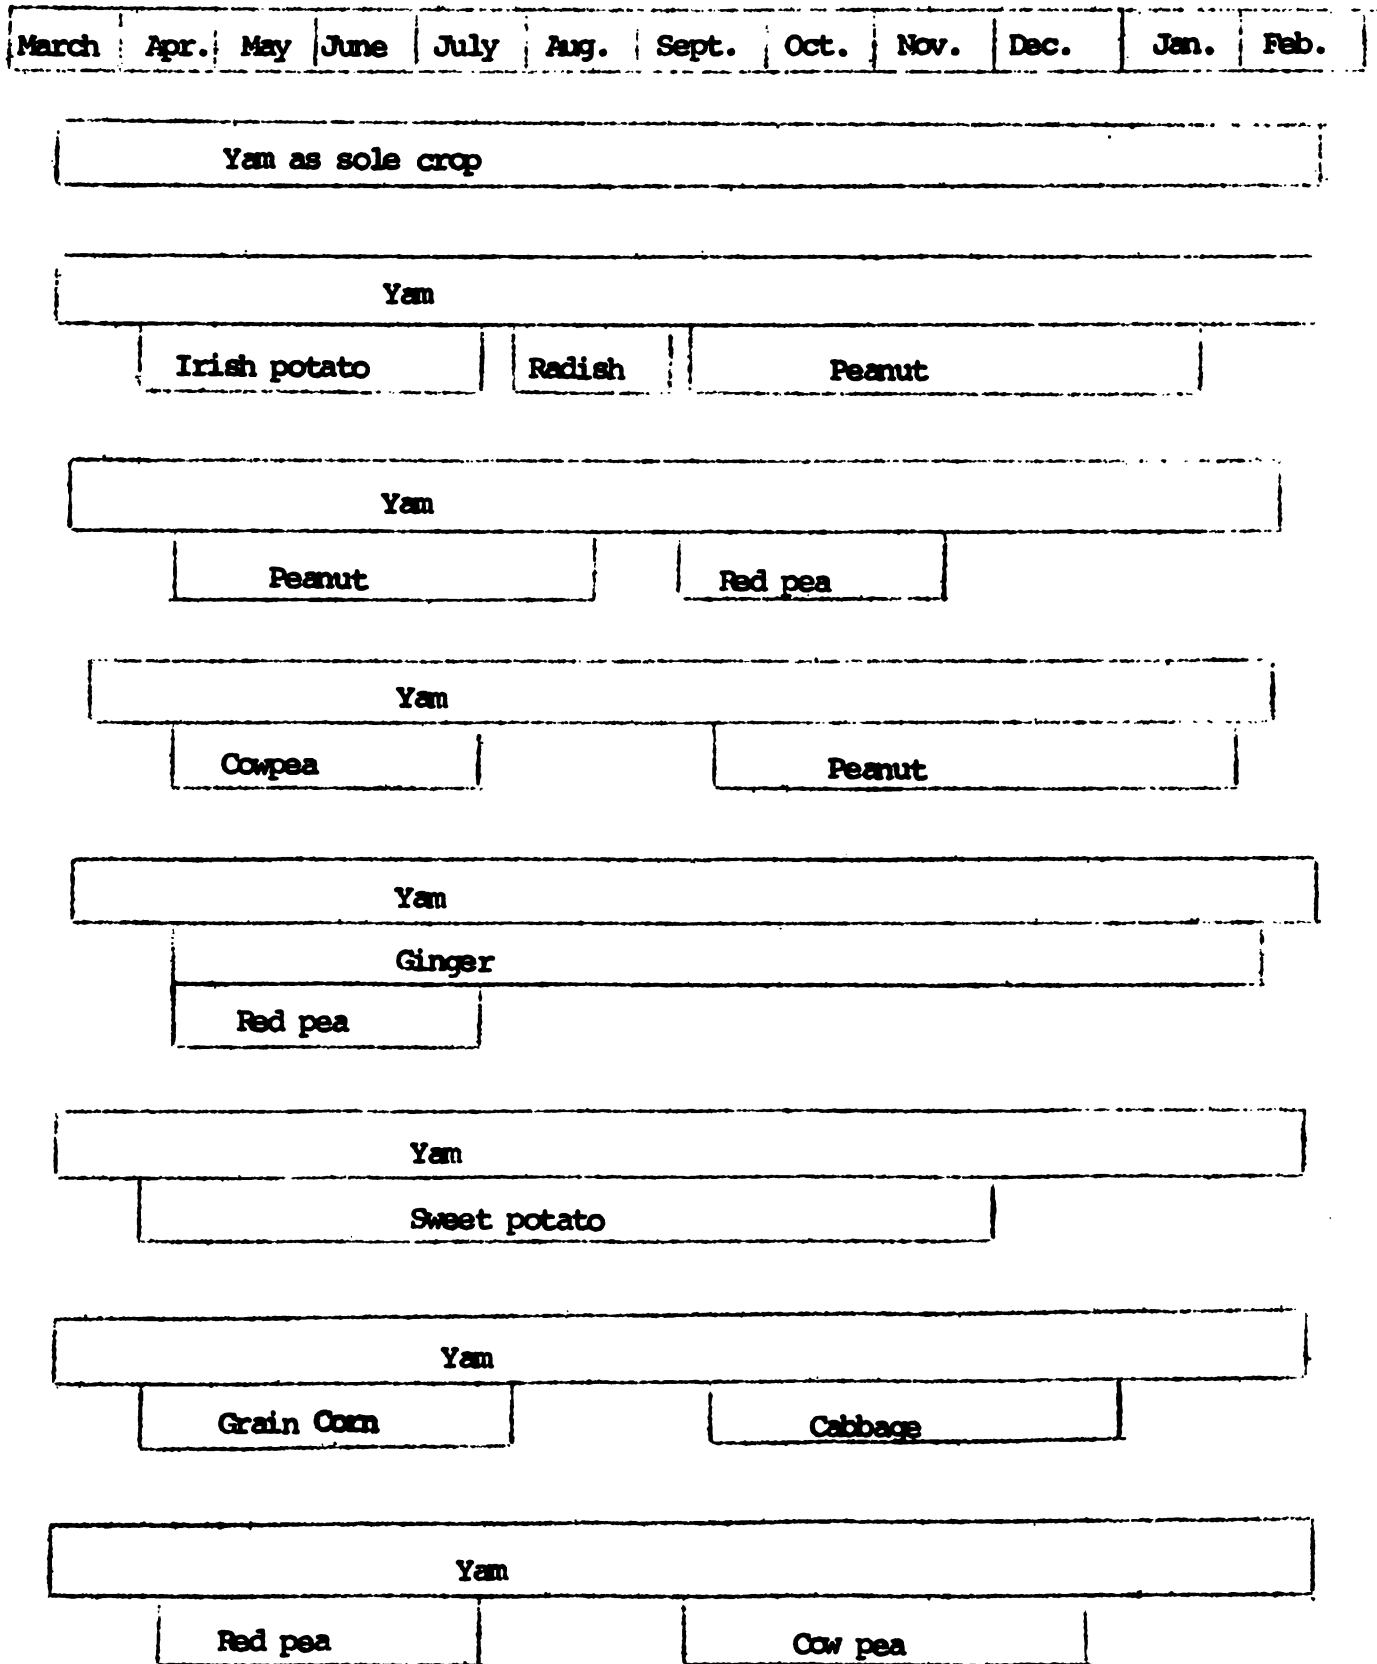 March Apr. May June July Aug. Sept. Oct. Nov. Dec. Jan. Feb.
Yam as sole crop
Yam
Irish potato Radish Peanut
Yam
Peanut Red pea
Yam
Cowpea Peanut
Yam
Ginger
Red pea
Yam
Sweet potato
Yam
Grain Corn Cabbage
Yam
Red pea Cow pea